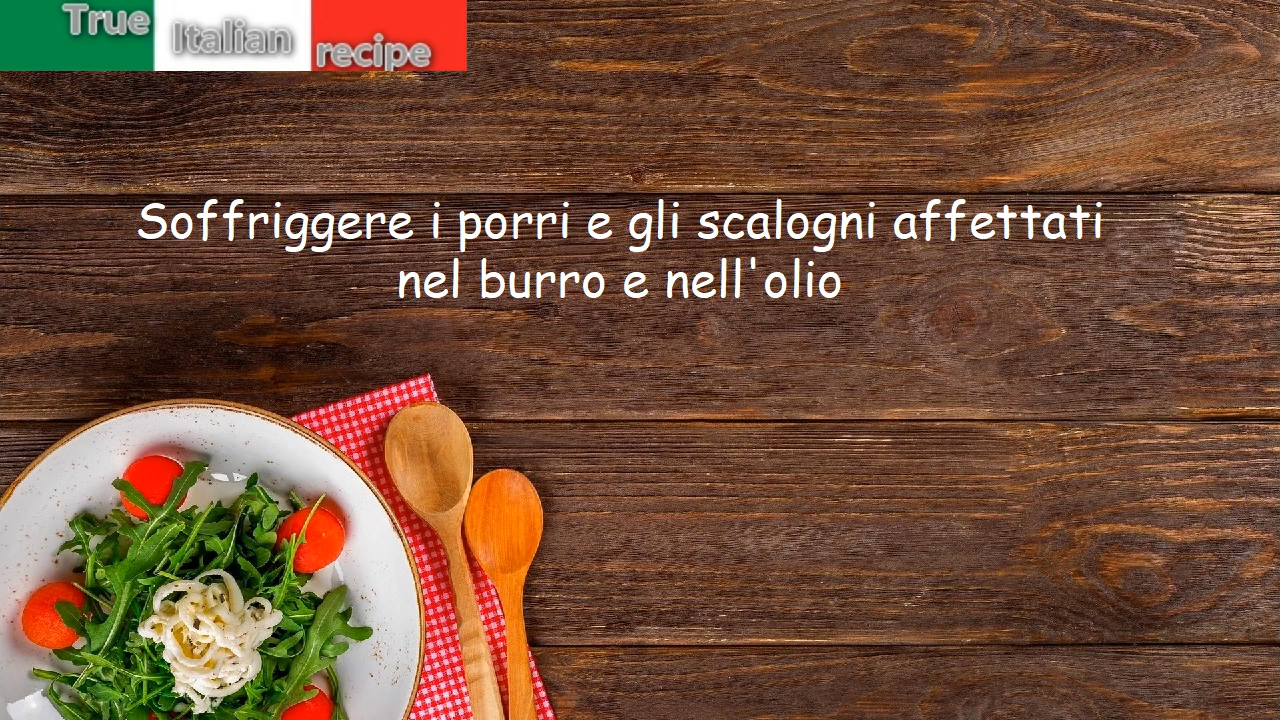 True
Italian
recipe
Soffriggere i porri e gli scalogni affettati
nel burro e nell'olio